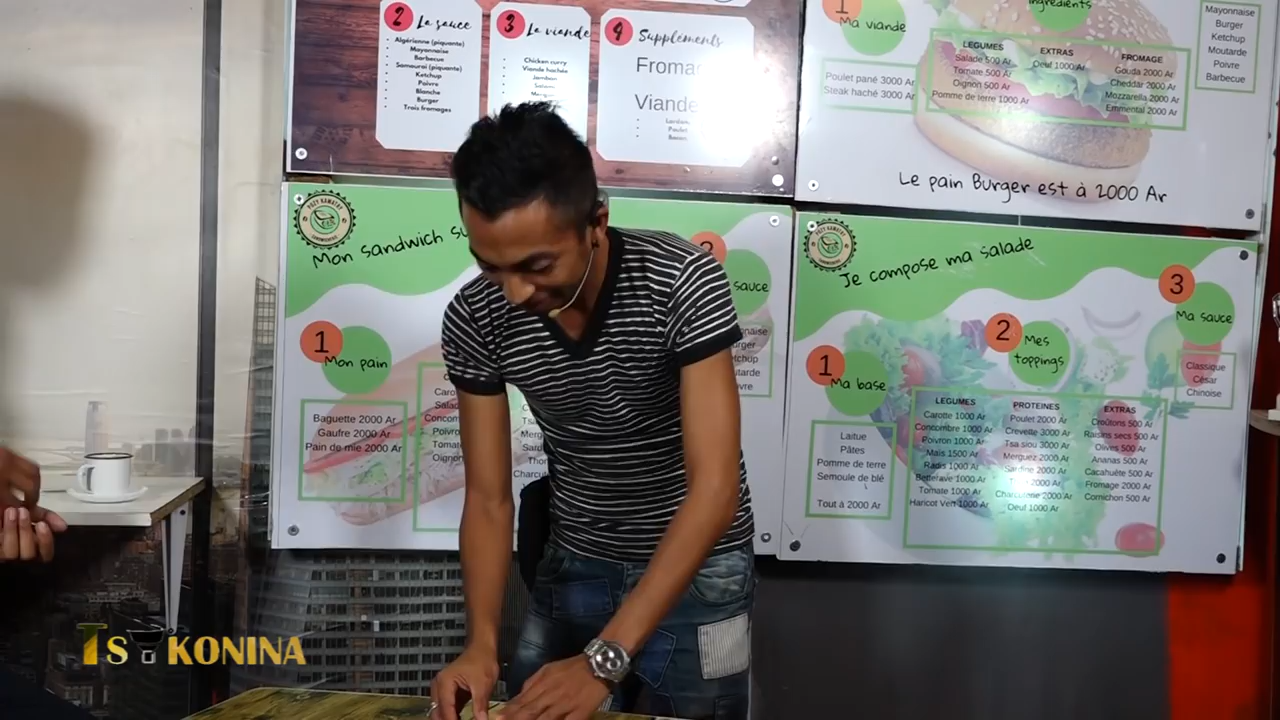 2 La sauce
Algérienne (piquante)
Mayonnaise
Barbecue
Samouraï (piquante)
Ketchup
Poivre
Blanche
Burger
Trois fromages
3 La viande
Chicken curry
Viande hachée
Jambon
4 Suppléments
Viande
Poulet
1
Ma viande
Poulet pané 3000 Ar
Steak haché 3000 Ar
Ingrédients
LEGUMES
Salade 500 Ar
Tomate 500 Ar
Oignon 500 Ar
Pomme de terre 1000 Ar
EXTRAS
Oeuf 1000 Ar
FROMAGE
Gouda 2000 Ar
Cheddar 2000 Ar
Mozzarella 2000 Ar
Emmental 2000 Ar
Mayonnaise
Burger
Ketchup
Moutarde
Poivre
Barbecue
Le pain Burger est à 2000 Ar
Mon sandwich
1
Mon pain
Baguette 2000 Ar
Gaufre 2000 Ar
Pain de mie 2000 Ar
sauce
Je compose ma salade
1
Ma base
Laitue
Pâtes
Pomme de terre
Semoule de blé
Tout à 2000 Ar
2
Mes
toppings
LEGUMES
Carotte 1000 Ar
Concombre 1000 Ar
Poivron 1000 Ar
Maïs 1500 Ar
Radis 1000 Ar
Betterave 1000 Ar
Tomate 1000 Ar
Haricot Vert 1000 Ar
PROTEINES
Poulet 2000 Ar
Crevette 3000 Ar
Tsa siou 3000 Ar
Merguez 2000 Ar
Sardine 2000 Ar
2000 Ar
Charcuterie 2000 Ar
Oeuf 1000 Ar
EXTRAS
Croûtons 500 Ar
Raisins secs 500 Ar
Olives 500 Ar
Ananas 500 Ar
Cacahuète 500 Ar
Fromage 2000 Ar
Cornichon 500 Ar
3
Ma sauce
Classique
César
Chinoise
TSY KONINA